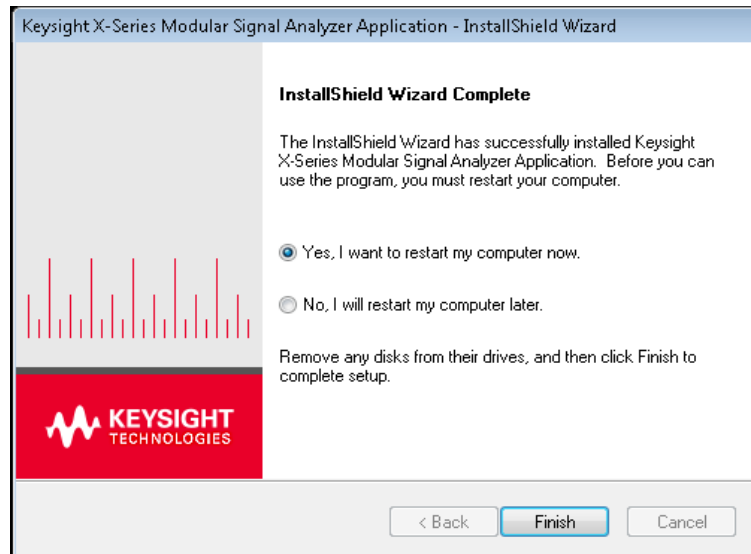 Keysight X-Series Modular Signal Analyzer Application - InstallShield Wizard
InstallShield Wizard Complete
The InstallShield Wizard has successfully installed Keysight
X-Series Modular Signal Analyzer Application. Before you can
use the program, you must restart your computer.
Yes, I want to restart my computer now.
No, I will restart my computer later.
Remove any disks from their drives, and then click Finish to
complete setup.
KEYSIGHT
TECHNOLOGIES
< Back
Finish
Cancel